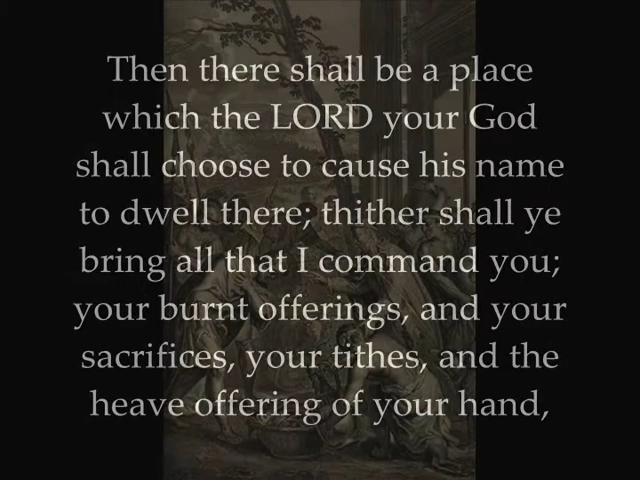 Then there shall be a place
which the LORD your God
shall choose to cause his name
to dwell there; thither shall ye
bring all that I command you;
your burnt offerings, and your
sacrifices, your tithes, and the
heave offering of your hand,